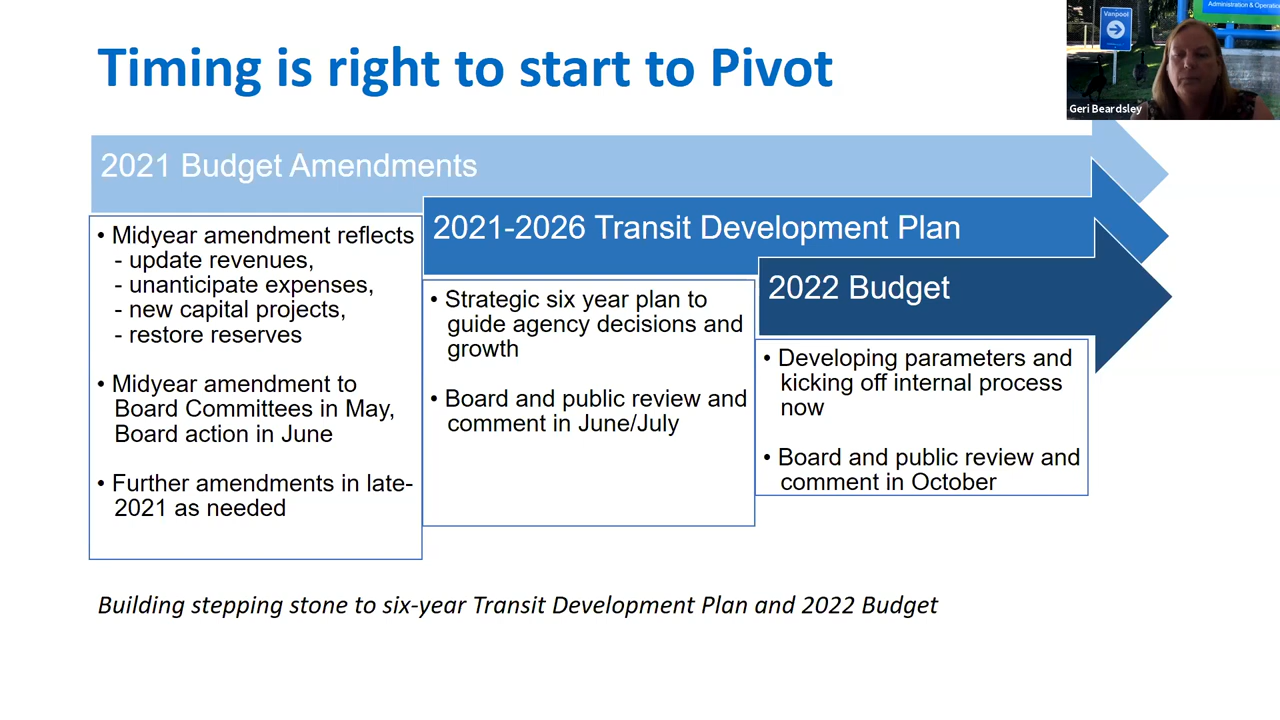 Timing is right to start to Pivot
Vanpool
Administration & Operation
Geri Beardsley
2021 Budget Amendments
• Midyear amendment reflects
- update revenues,
- unanticipate expenses,
- new capital projects,
- restore reserves
• Midyear amendment to
Board Committees in May,
Board action in June
• Further amendments in late-
2021 as needed
2021-2026 Transit Development Plan
• Strategic six year plan to
guide agency decisions and
growth
• Board and public review and
comment in June/July
2022 Budget
• Developing parameters and
kicking off internal process
now
• Board and public review and
comment in October
Building stepping stone to six-year Transit Development Plan and 2022 Budget